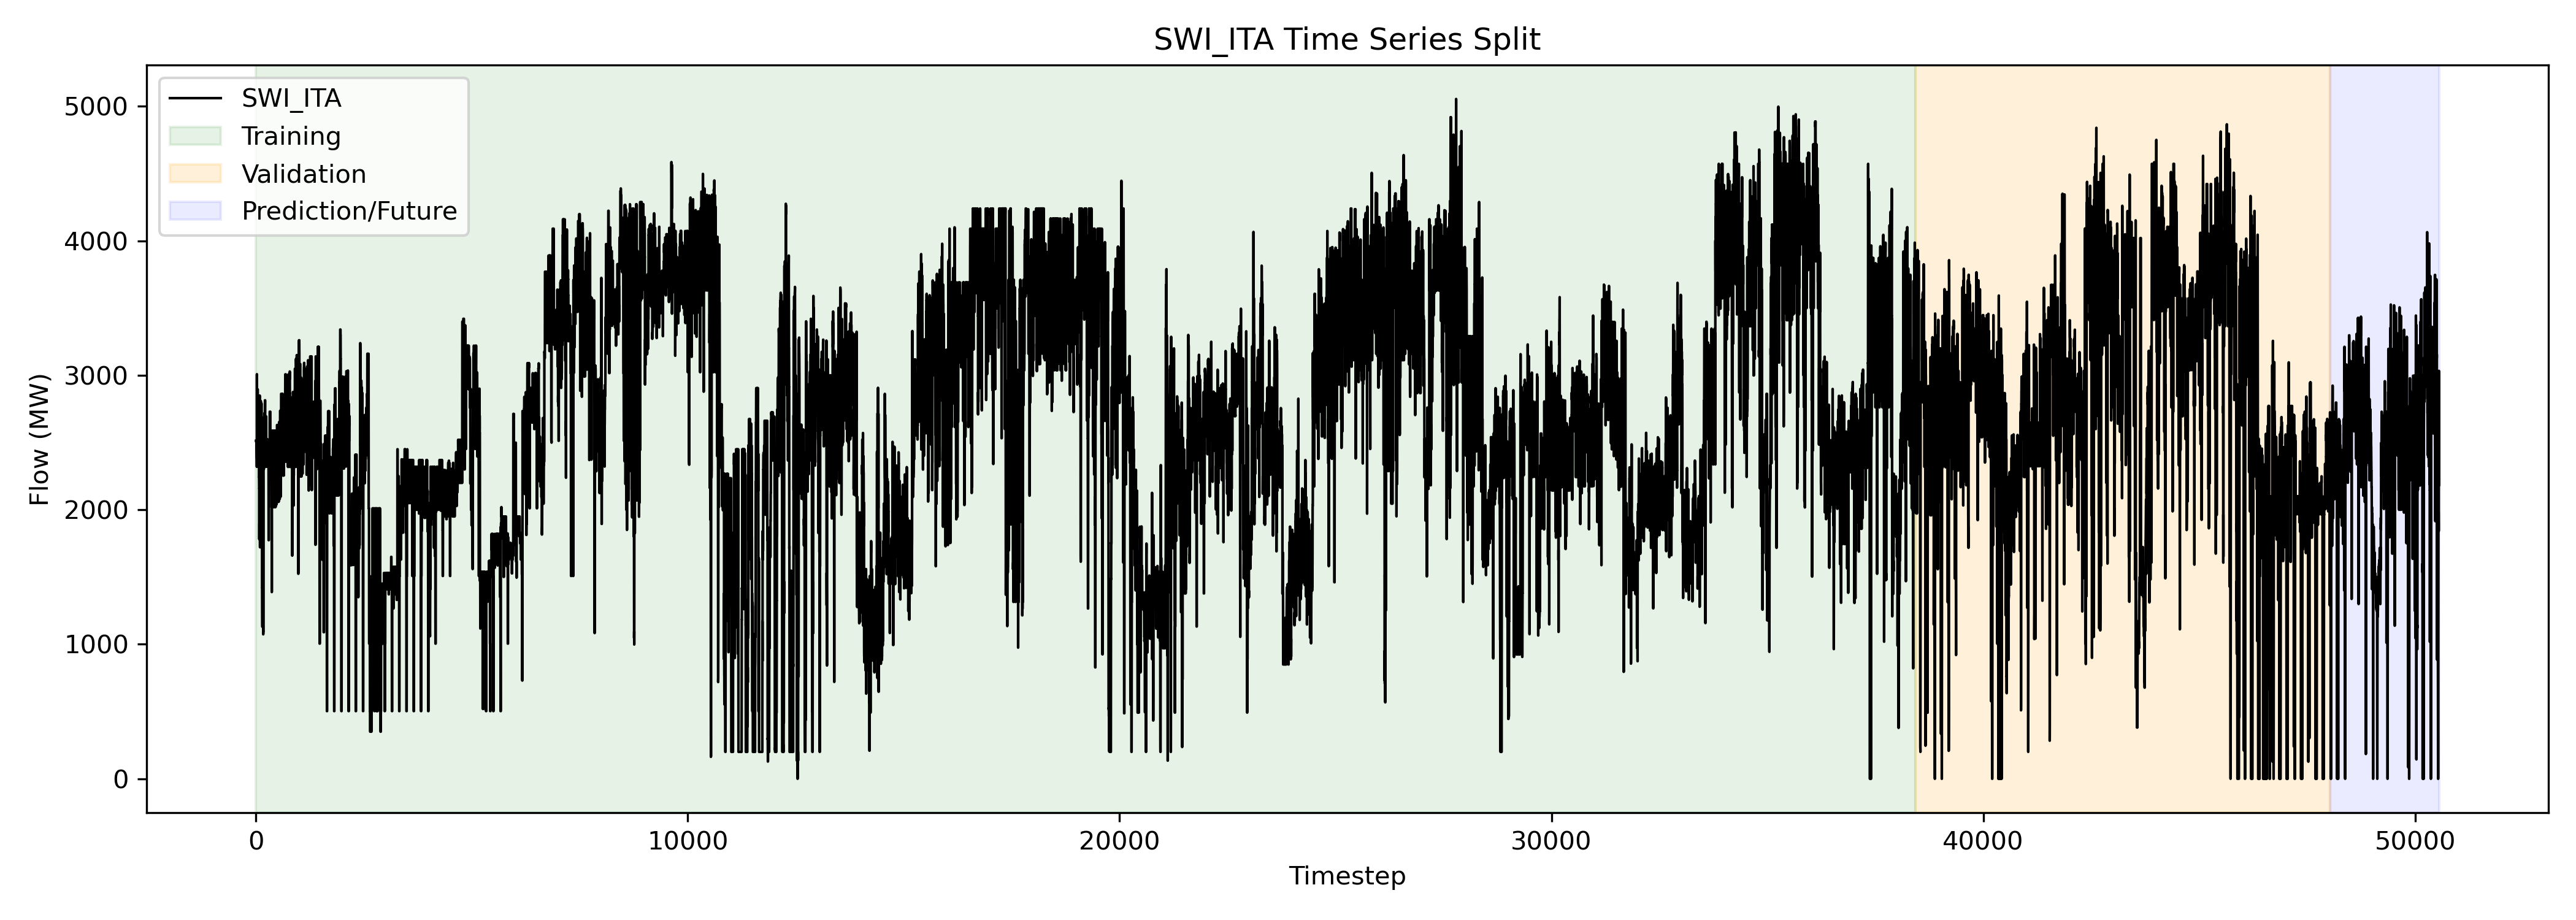 SWI_ITA Time Series Split
SWI_ITA
Training
Validation
Prediction/Future
Flow (MW)
5000
4000
3000
2000
1000
0
0 10000 20000 30000 40000 50000
Timestep